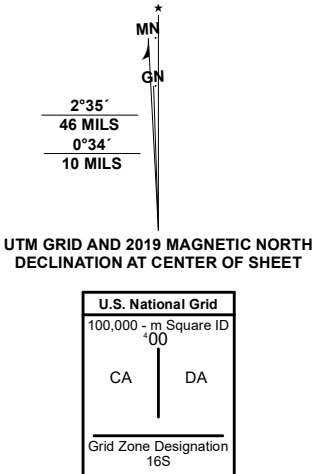 MN
GN
2°35´
46 MILS
0°34´
10 MILS
UTM GRID AND 2019 MAGNETIC NORTH
DECLINATION AT CENTER OF SHEET
U.S. National Grid
100,000 - m Square ID
⁴00
CA DA
Grid Zone Designation
16S